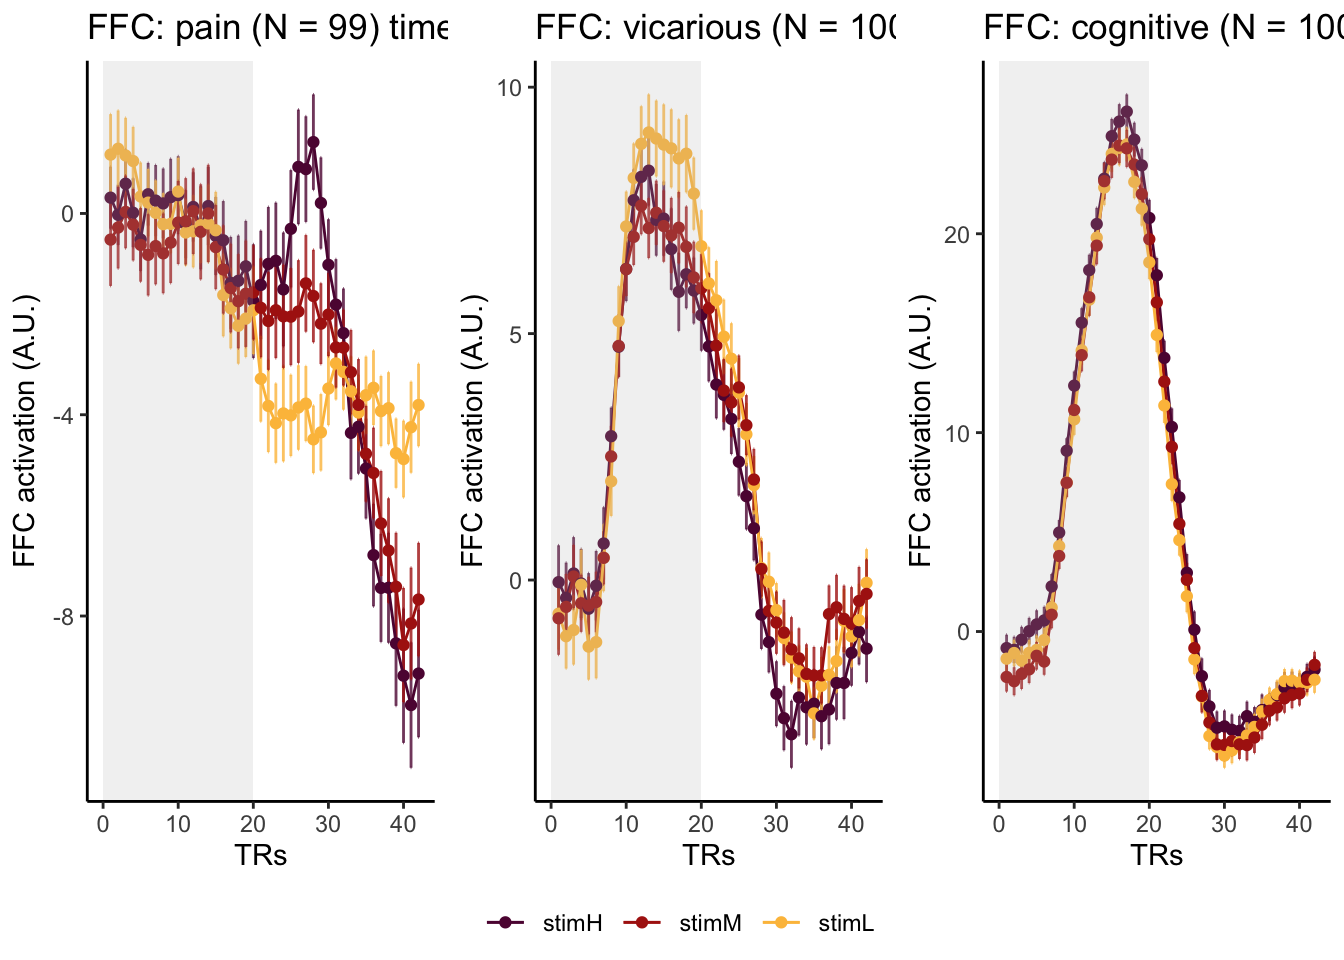 FFC: pain (N = 99) time
FFC: vicarious (N = 100
FFC: cognitive (N = 100
FFC activation (A.U.)
0
-4
-8
0 10 20 30 40
TRs
FFC activation (A.U.)
10
5
0
0 10 20 30 40
TRs
FFC activation (A.U.)
20
10
0
0 10 20 30 40
TRs
stimH stimM stimL